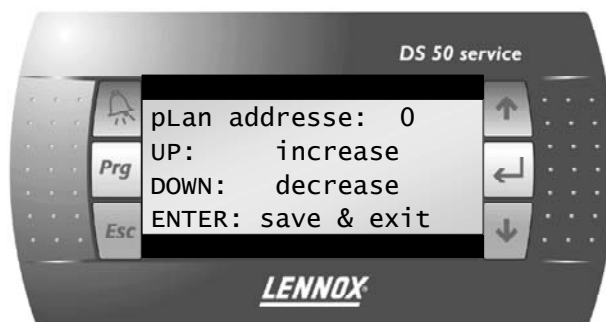 DS 50 service
pLan addresse: 0
UP: increase
Prg
DOWN: decrease
Esc
ENTER: save & exit
LENNOX